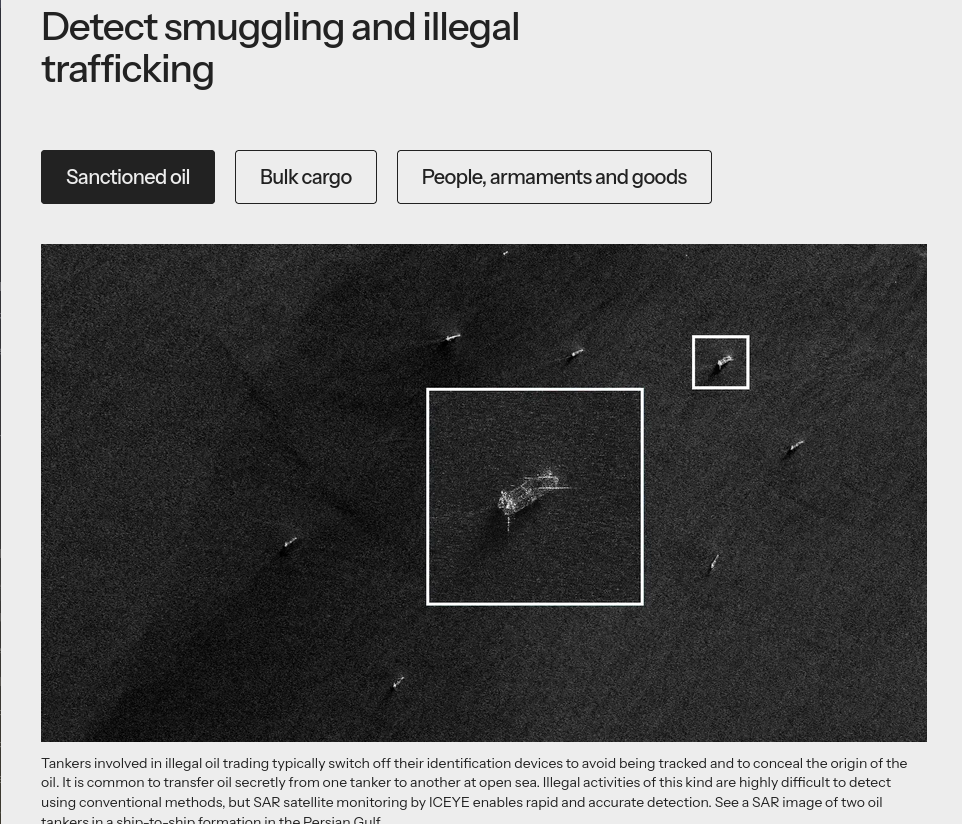 Detect smuggling and illegal
trafficking
Sanctioned oil
Bulk cargo
People, armaments and goods
Tankers involved in illegal oil trading typically switch off their identification devices to avoid being tracked and to conceal the origin of the
oil. It is common to transfer oil secretly from one tanker to another at open sea. Illegal activities of this kind are highly difficult to detect
using conventional methods, but SAR satellite monitoring by ICEYE enables rapid and accurate detection. See a SAR image of two oil
tankers in a ship-to-ship formation in the Persian Gulf.